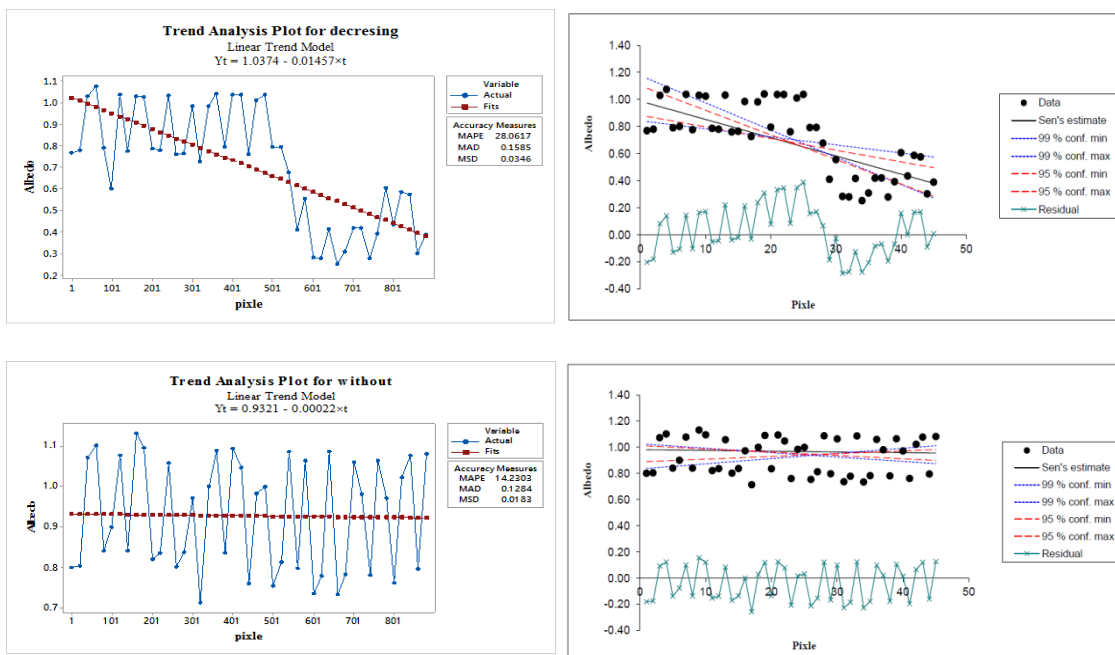 Trend Analysis Plot for decresing
Linear Trend Model
Yt = 1.0374 - 0.01457×t
Albedo
1.1
1.0
0.9
0.8
0.7
0.6
0.5
0.4
0.3
0.2
1 101 201 301 401 501 601 701 801
pixle
Variable
Actual
Fits
Accuracy Measures
MAPE 28.0617
MAD 0.1585
MSD 0.0346
Albedo
1.40
1.20
1.00
0.80
0.60
0.40
0.20
0.00
-0.20
-0.40
0 10 20 30 40 50
Pixle
Data
Sen's estimate
99 % conf. min
99 % conf. max
95 % conf. min
95 % conf. max
Residual
Trend Analysis Plot for without
Linear Trend Model
Yt = 0.9321 - 0.00022×t
Albedo
1.1
1.0
0.9
0.8
0.7
1 101 201 301 401 501 601 701 801
pixle
Variable
Actual
Fits
Accuracy Measures
MAPE 14.2303
MAD 0.1284
MSD 0.0183
Albedo
1.40
1.20
1.00
0.80
0.60
0.40
0.20
0.00
-0.20
-0.40
0 10 20 30 40 50
Pixle
Data
Sen's estimate
99 % conf. min
99 % conf. max
95 % conf. min
95 % conf. max
Residual